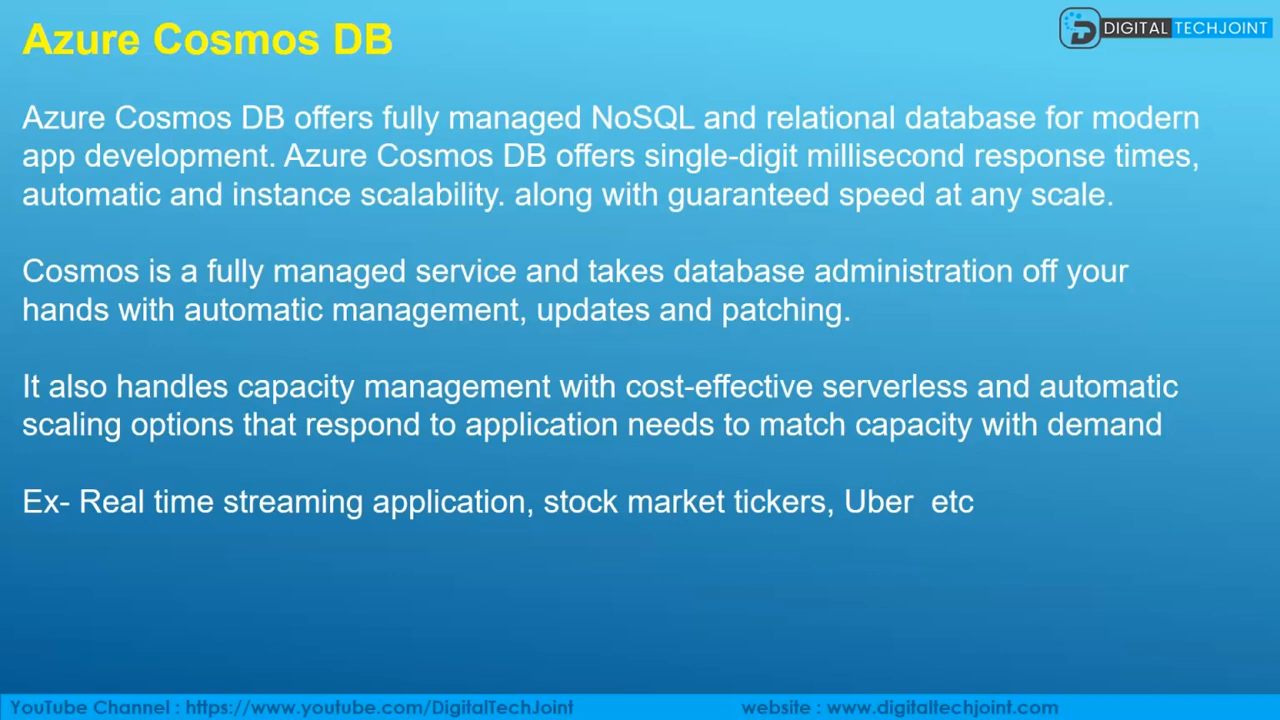 Azure Cosmos DB
DIGITAL TECHJOINT
Azure Cosmos DB offers fully managed NoSQL and relational database for modern
app development. Azure Cosmos DB offers single-digit millisecond response times,
automatic and instance scalability. along with guaranteed speed at any scale.
Cosmos is a fully managed service and takes database administration off your
hands with automatic management, updates and patching.
It also handles capacity management with cost-effective serverless and automatic
scaling options that respond to application needs to match capacity with demand
Ex- Real time streaming application, stock market tickers, Uber  etc
YouTube Channel : https://www.youtube.com/DigitalTechJoint
website : www.digitaltechjoint.com